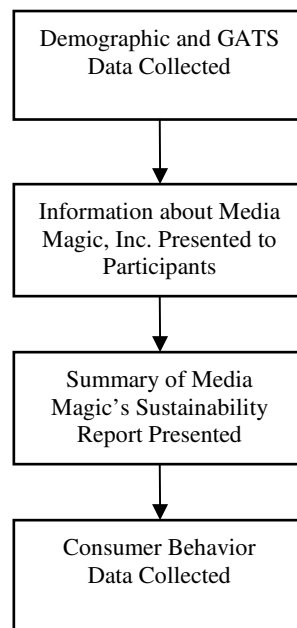 Demographic and GATS
Data Collected
Information about Media
Magic, Inc. Presented to
Participants
Summary of Media
Magic’s Sustainability
Report Presented
Consumer Behavior
Data Collected